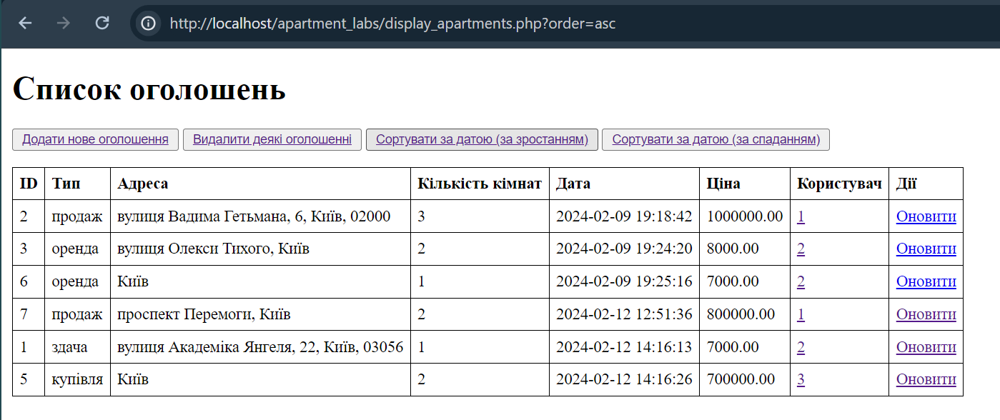 http://localhost/apartment_labs/display_apartments.php?order=asc
Список оголошень
Додати нове оголошення Видалити деякі оголошенні Сортувати за датою (за зростанням) Сортувати за датою (за спаданням)
ID Тип Адреса Кількість кімнат Дата Ціна Користувач Дії
2 продаж вулиця Вадима Гетьмана, 6, Київ, 02000 3 2024-02-09 19:18:42 1000000.00 1 Оновити
3 оренда вулиця Олекси Тихого, Київ 2 2024-02-09 19:24:20 8000.00 2 Оновити
6 оренда Київ 1 2024-02-09 19:25:16 7000.00 2 Оновити
7 продаж проспект Перемоги, Київ 2 2024-02-12 12:51:36 800000.00 1 Оновити
1 здача вулиця Академіка Янгеля, 22, Київ, 03056 1 2024-02-12 14:16:13 7000.00 2 Оновити
5 купівля Київ 2 2024-02-12 14:16:26 700000.00 3 Оновити